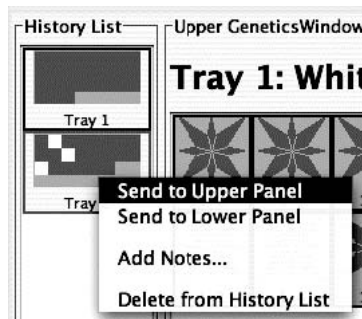 History List
Upper GeneticsWindow
Tray 1: Whit
Tray 1
Tray
Send to Upper Panel
Send to Lower Panel
Add Notes...
Delete from History List